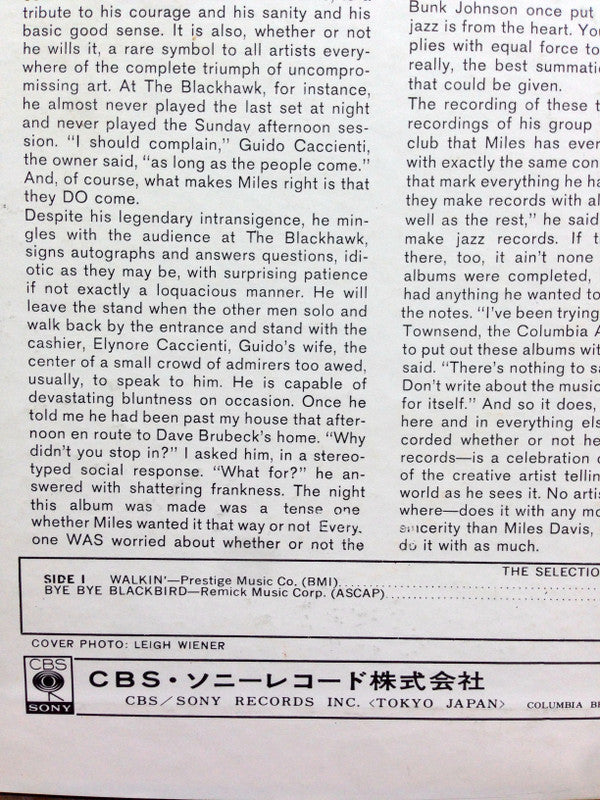 tribute to his courage and his sanity and his
basic good sense. It is also, whether or not
he wills it, a rare symbol to all artists every-
where of the complete triumph of uncompro-
missing art. At The Blackhawk, for instance,
he almost never played the last set at night
and never played the Sunday afternoon ses-
sion. “I should complain,” Guido Caccienti,
the owner said, “as long as the people come.”
And, of course, what makes Miles right is that
they DO come.
Despite his legendary intransigence, he min-
gles with the audience at The Blackhawk,
signs autographs and answers questions, idi-
otic as they may be, with surprising patience
if not exactly a loquacious manner. He will
leave the stand when the other men solo and
walk back by the entrance and stand with the
cashier, Elynore Caccienti, Guido's wife, the
center of a small crowd of admirers too awed,
usually, to speak to him. He is capable of
devastating bluntness on occasion. Once he
told me he had been past my house that after-
noon en route to Dave Brubeck's home. “Why
didn't you stop in?” I asked him, in a stereo-
typed social response. “What for?” he an-
swered with shattering frankness. The night
this album was made was a tense one
whether Miles wanted it that way or not Every.
one WAS worried about whether or not the
Bunk Johnson once put
jazz is from the heart. You
plies with equal force to
really, the best summati
that could be given.
The recording of these t
recordings of his group
club that Miles has ever
with exactly the same con
that mark everything he ha
they make records with al
well as the rest,” he said
make jazz records. If t
there, too, it ain't none
albums were completed,
had anything he wanted to
the notes. “I've been trying
Townsend, the Columbia A
to put out these albums wit
said. “There's nothing to sa
Don't write about the music
for itself.” And so it does,
here and in everything els
corded whether or not he
records—is a celebration o
of the creative artist tellin
world as he sees it. No artis
where—does it with any mo
sincerity than Miles Davis,
do it with as much.
THE SELECTIO
SIDE I WALKIN'—Prestige Music Co. (BMI)
BYE BYE BLACKBIRD—Remick Music Corp. (ASCAP)
COVER PHOTO: LEIGH WIENER
CBS
SONY
CBS・ソニーレコード株式会社
CBS/SONY RECORDS INC. <TOKYO JAPAN> COLUMBIA BR